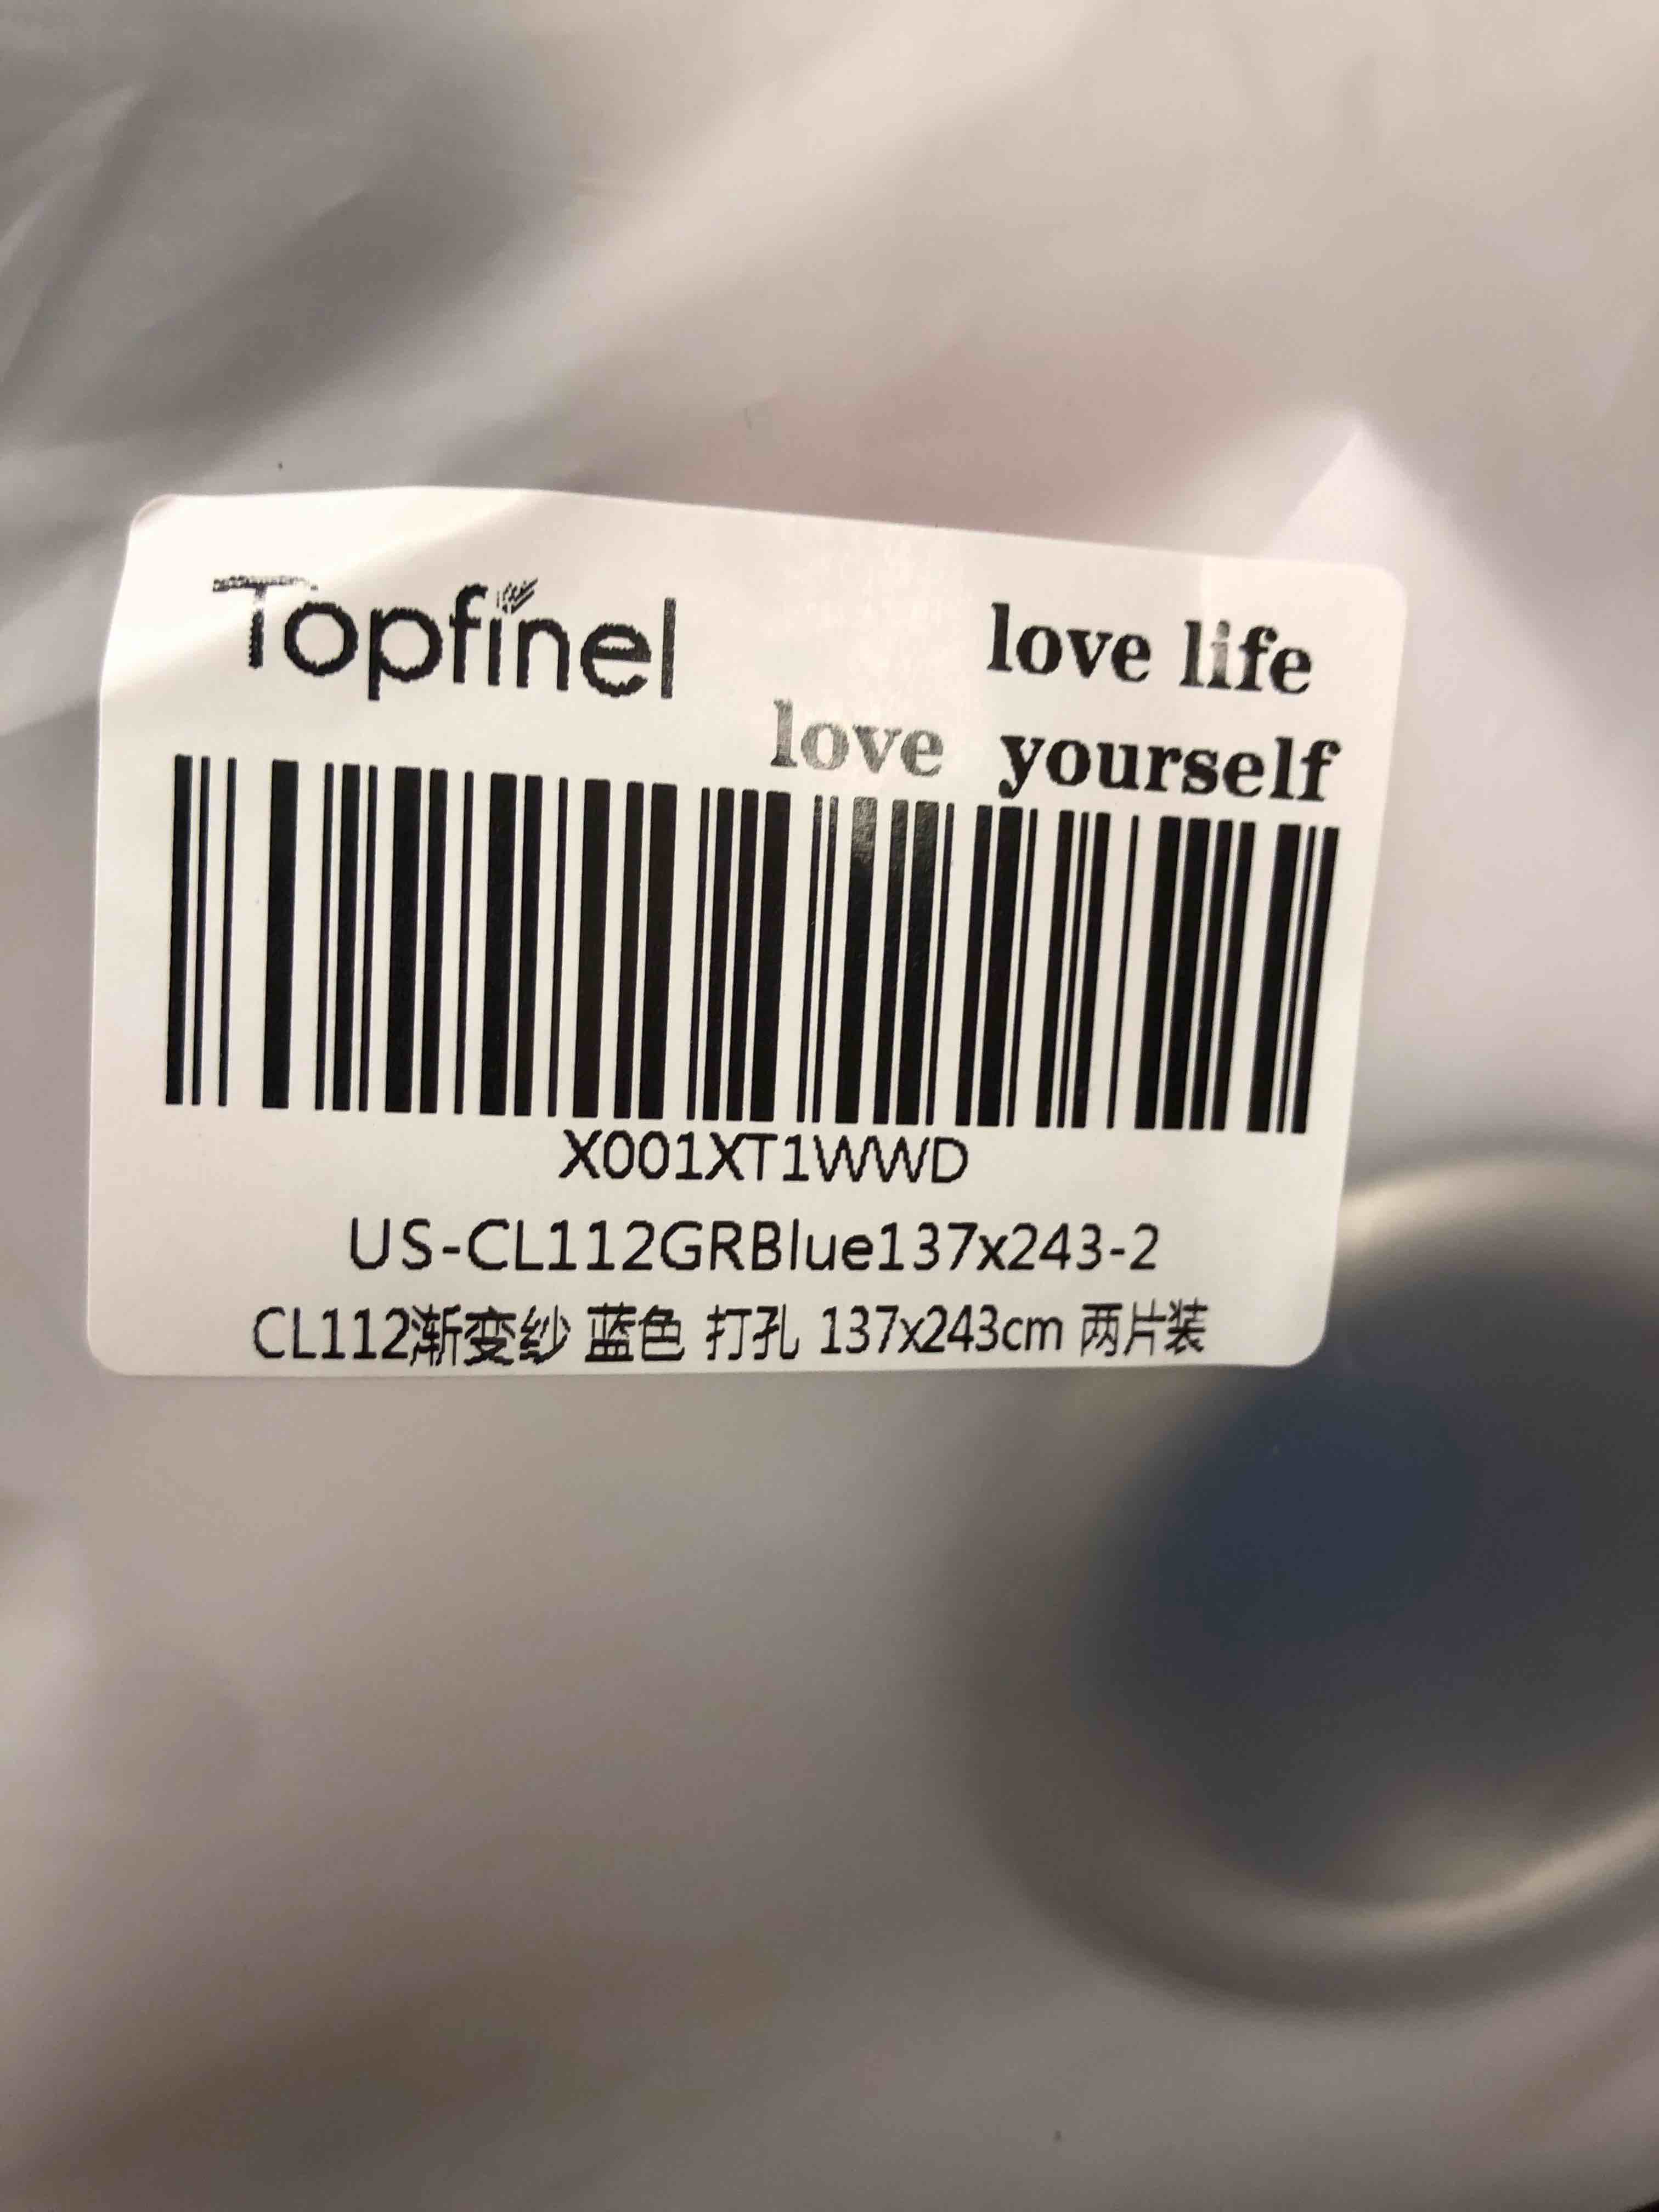 Topfinel
love life
love yourself
X001XT1WWD
US-CL112GRBlue137x243-2
CL112渐变纱 蓝色 打孔 137x243cm 两片装